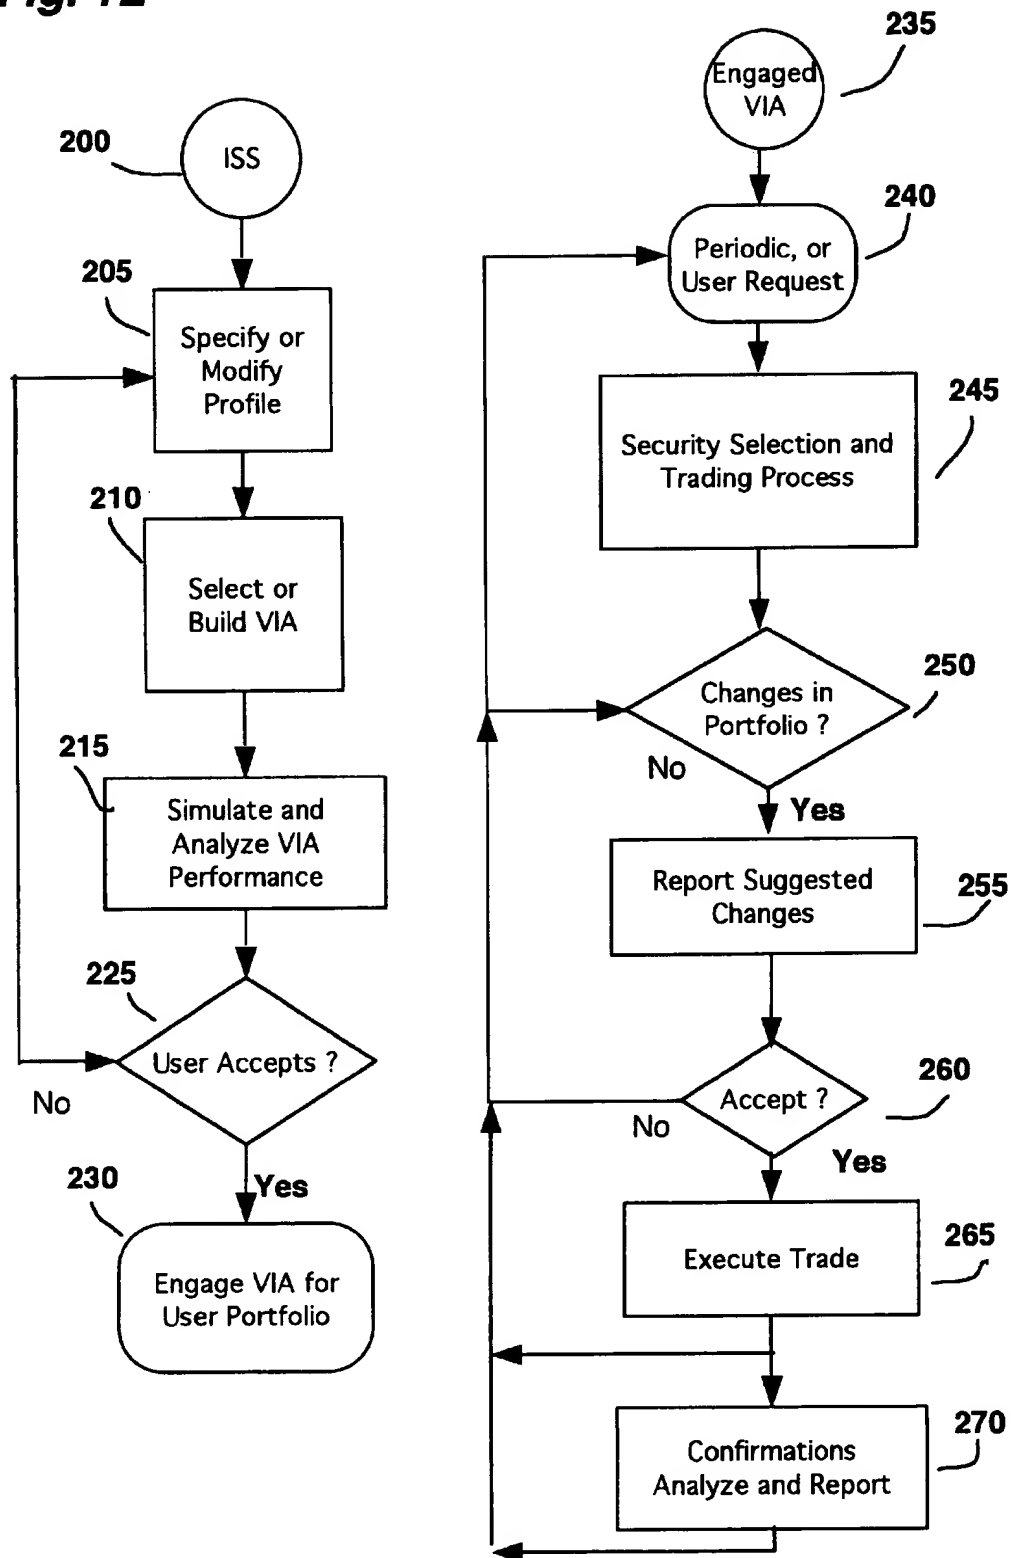 Fig. 12
200
ISS
205
Specify or
Modify
Profile
210
Select or
Build VIA
215
Simulate and
Analyze VIA
Performance
225
User Accepts ?
No
Yes
230
Engage VIA for
User Portfolio
235
Engaged
VIA
240
Periodic, or
User Request
245
Security Selection and
Trading Process
250
Changes in
Portfolio ?
No
Yes
255
Report Suggested
Changes
260
Accept ?
No
Yes
265
Execute Trade
270
Confirmations
Analyze and Report